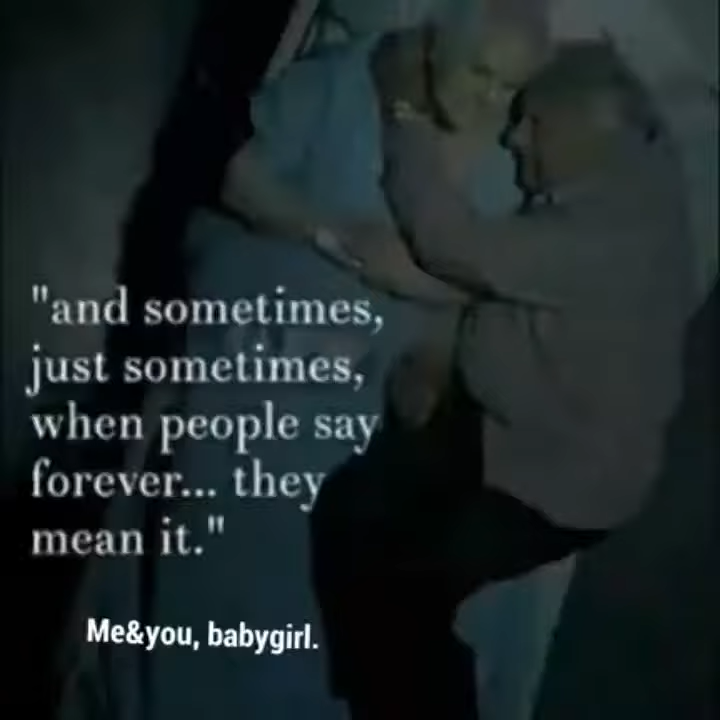 "and sometimes,
just sometimes,
when people say
forever... they
mean it."
Me&you, babygirl.